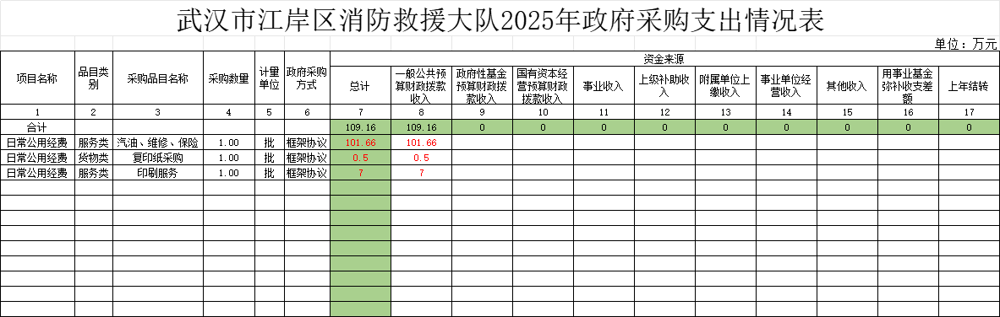 武汉市江岸区消防救援大队2025年政府采购支出情况表
单位：万元
项目名称 品目类别 采购品目名称 采购数量 计量单位 政府采购方式 资金来源
总计 一般公共预算财政拨款收入 政府性基金预算财政拨款收入 国有资本经营预算财政拨款收入 事业收入 上级补助收入 附属单位上缴收入 事业单位经营收入 其他收入 用事业基金弥补收支差额 上年结转
1 2 3 4 5 6 7 8 9 10 11 12 13 14 15 16 17
合计 109.16 109.16 0 0 0 0 0 0 0 0 0
日常公用经费 服务类 汽油、维修、保险 1.00 批 框架协议 101.66 101.66
日常公用经费 货物类 复印纸采购 1.00 批 框架协议 0.5 0.5
日常公用经费 服务类 印刷服务 1.00 批 框架协议 7 7